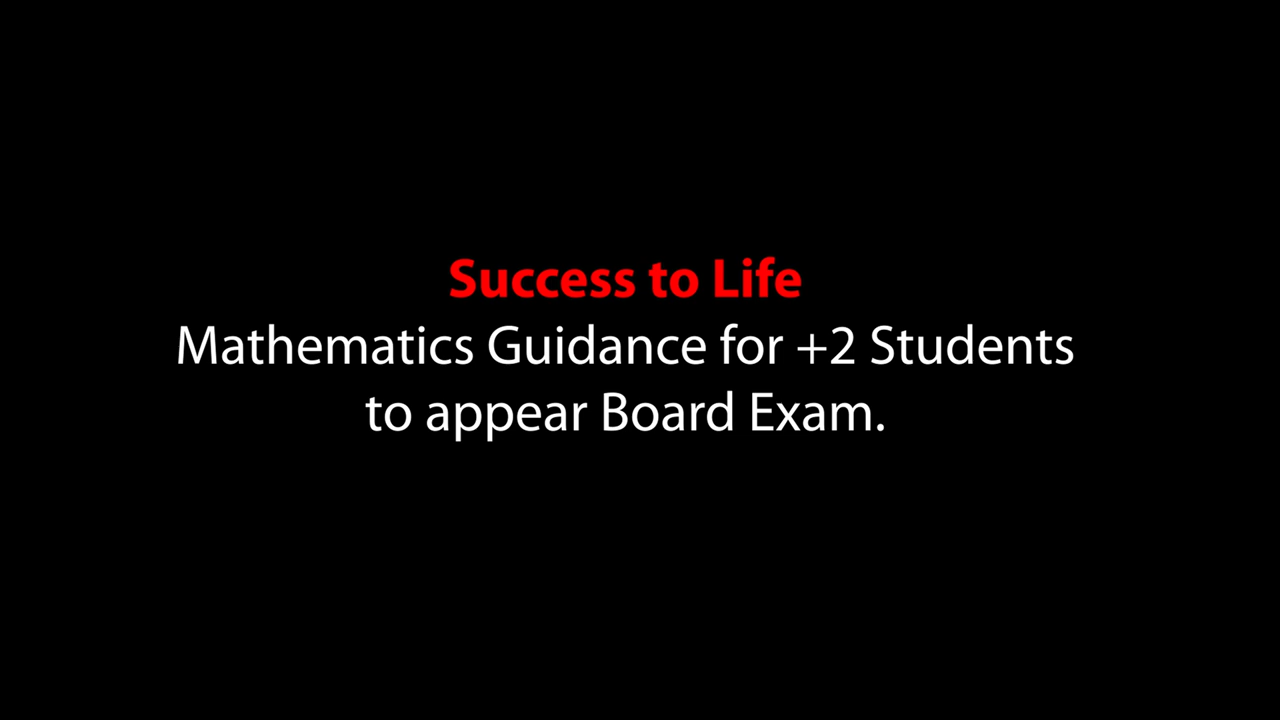 Success to Life
Mathematics Guidance for +2 Students
to appear Board Exam.